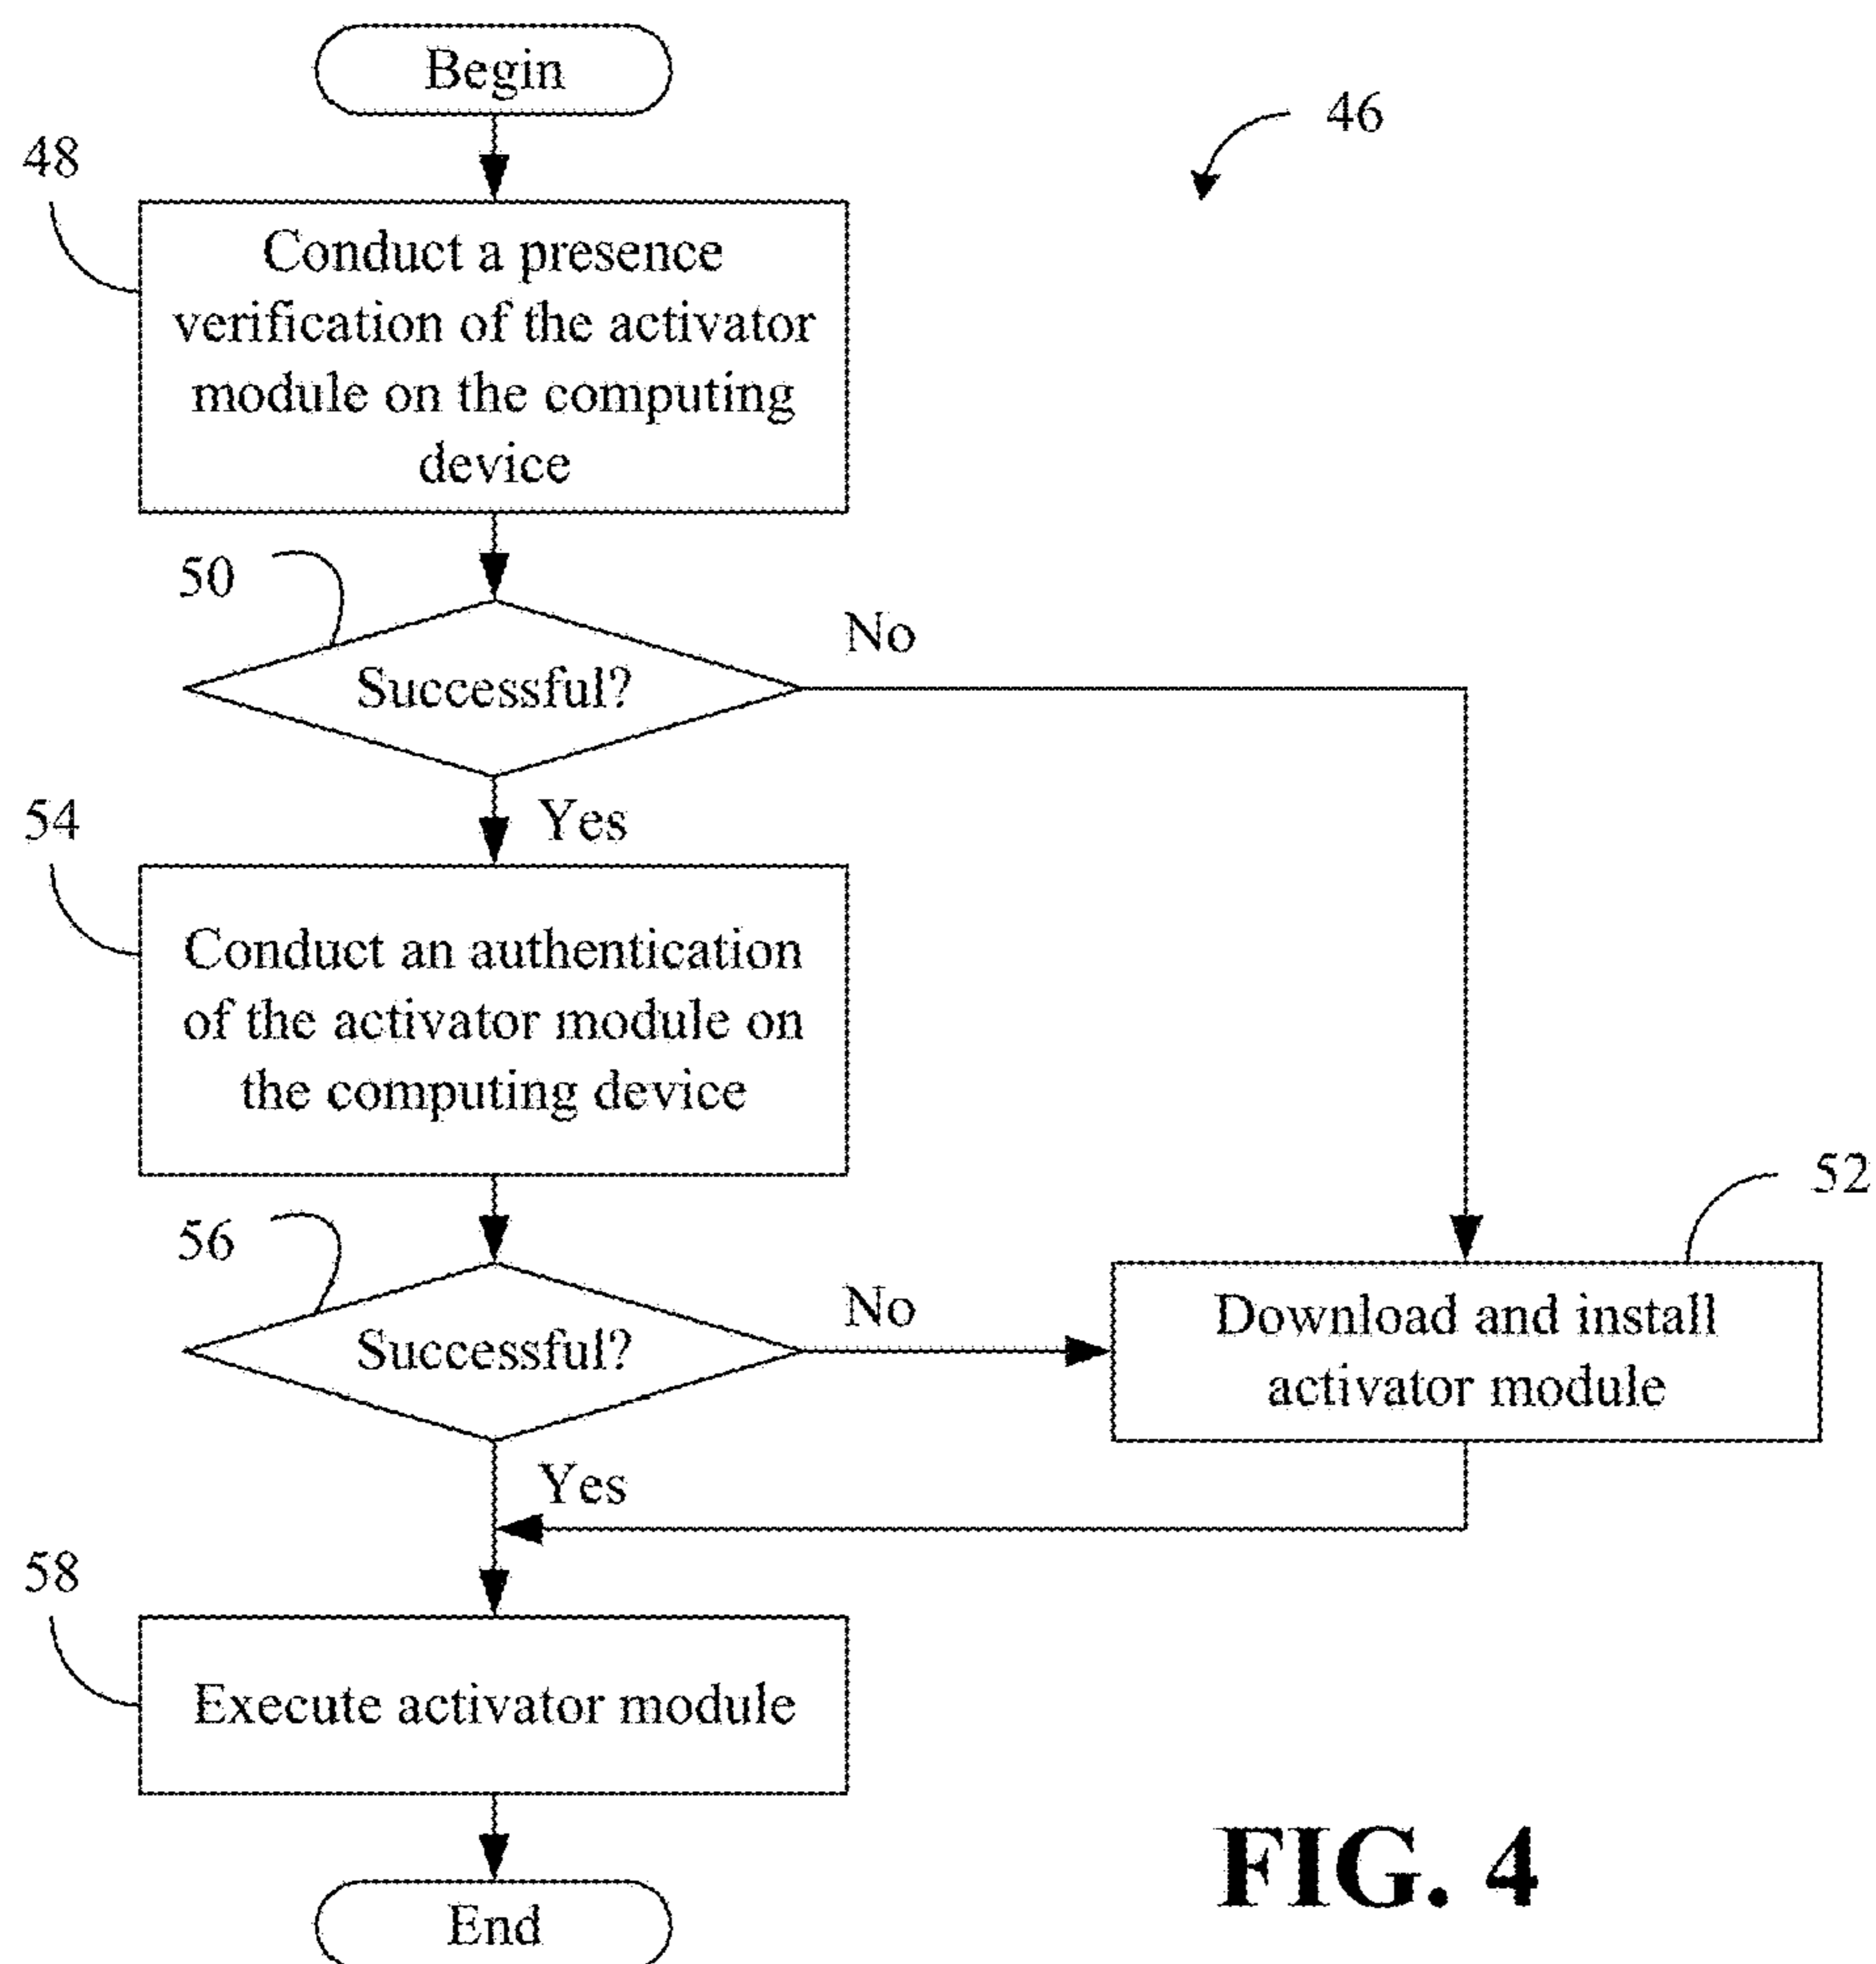 Begin
46
48
Conduct a presence
verification of the activator
module on the computing
device
50
No
Successful?
Yes
54
Conduct an authentication
of the activator module on
the computing device
52
56
No
Successful?
Download and install
activator module
Yes
58
Execute activator module
FIG. 4
End